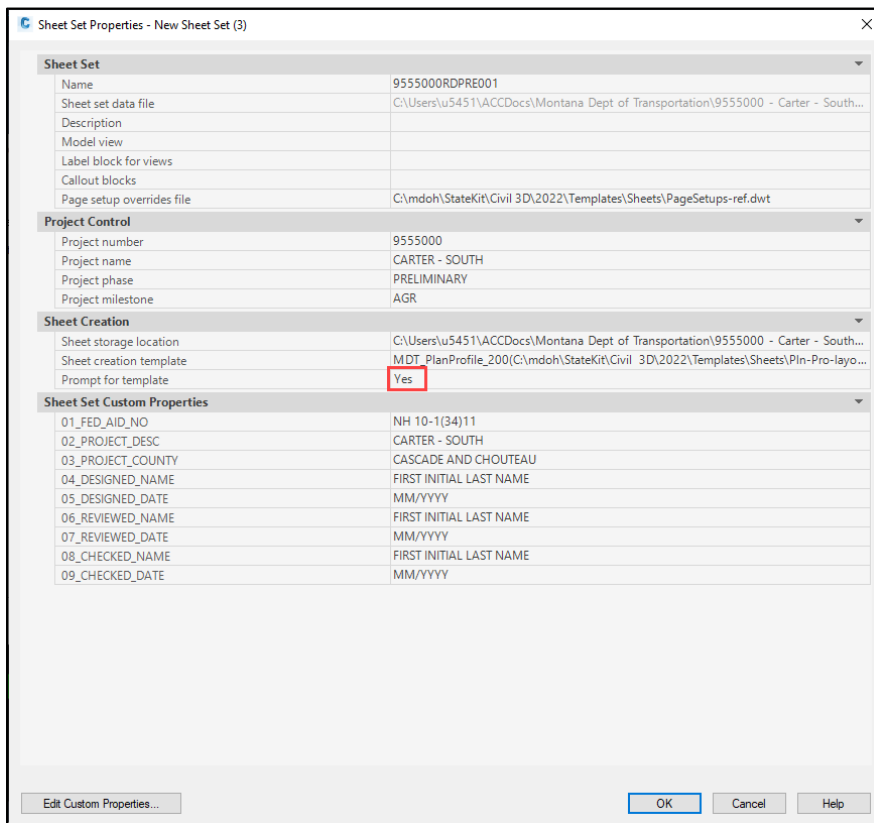 Sheet Set Properties - New Sheet Set (3)
Sheet Set
Name 9555000RDPRE001
Sheet set data file C:\Users\u5451\ACCDocs\Montana Dept of Transportation\9555000 - Carter - South...
Description
Model view
Label block for views
Callout blocks
Page setup overrides file C:\mdoh\StateKit\Civil 3D\2022\Templates\Sheets\PageSetups-ref.dwt
Project Control
Project number 9555000
Project name CARTER - SOUTH
Project phase PRELIMINARY
Project milestone AGR
Sheet Creation
Sheet storage location C:\Users\u5451\ACCDocs\Montana Dept of Transportation\9555000 - Carter - South...
Sheet creation template MDT_PlanProfile_200(C:\mdoh\StateKit\Civil 3D\2022\Templates\Sheets\Pln-Pro-layo...
Prompt for template Yes
Sheet Set Custom Properties
01_FED_AID_NO NH 10-1(34)11
02_PROJECT_DESC CARTER - SOUTH
03_PROJECT_COUNTY CASCADE AND CHOUTEAU
04_DESIGNED_NAME FIRST INITIAL LAST NAME
05_DESIGNED_DATE MM/YYYY
06_REVIEWED_NAME FIRST INITIAL LAST NAME
07_REVIEWED_DATE MM/YYYY
08_CHECKED_NAME FIRST INITIAL LAST NAME
09_CHECKED_DATE MM/YYYY
Edit Custom Properties... OK Cancel Help